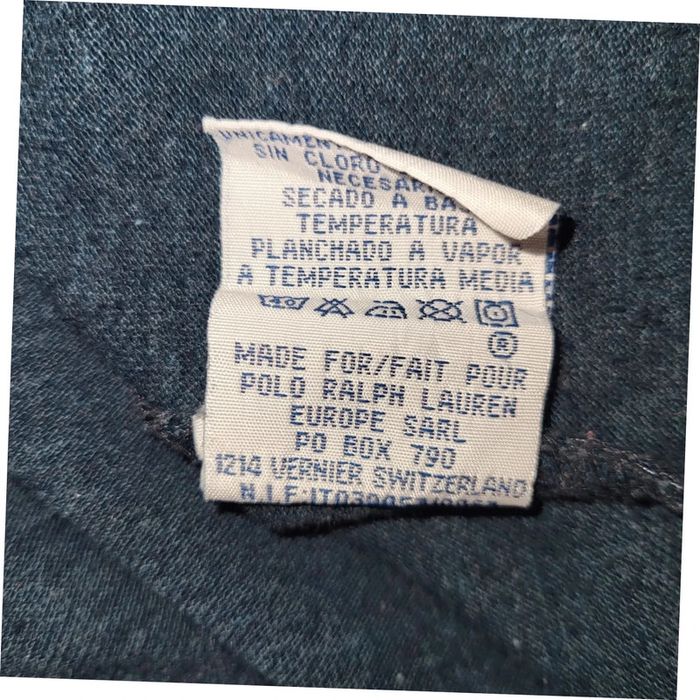 SIN CLORO
SECADO A
TEMPERATURA
PLANCHADO A VAPOR
A TEMPERATURA MEDIA
®
MADE FOR/FAIT POUR
POLO RALPH LAUREN
EUROPE SARL
PO BOX 790
1214 VERNIER SWITZERLAND